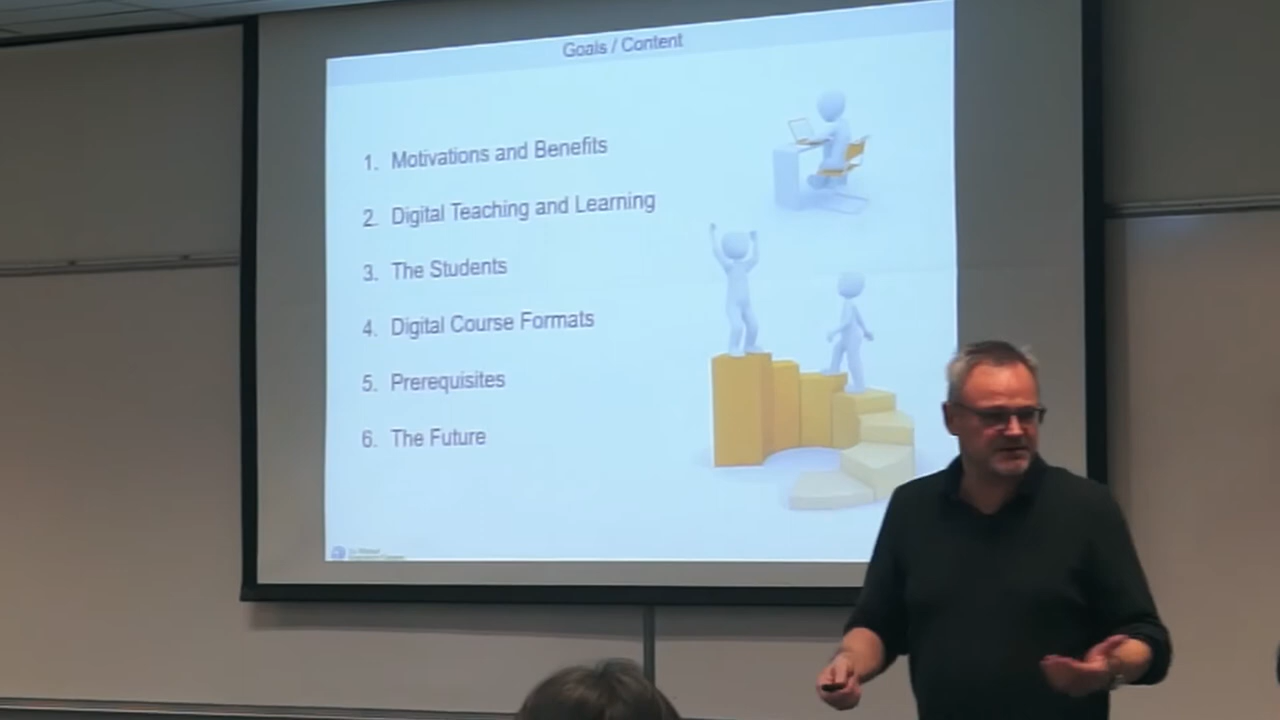 Goals / Content
1. Motivations and Benefits
2. Digital Teaching and Learning
3. The Students
4. Digital Course Formats
5. Prerequisites
6. The Future